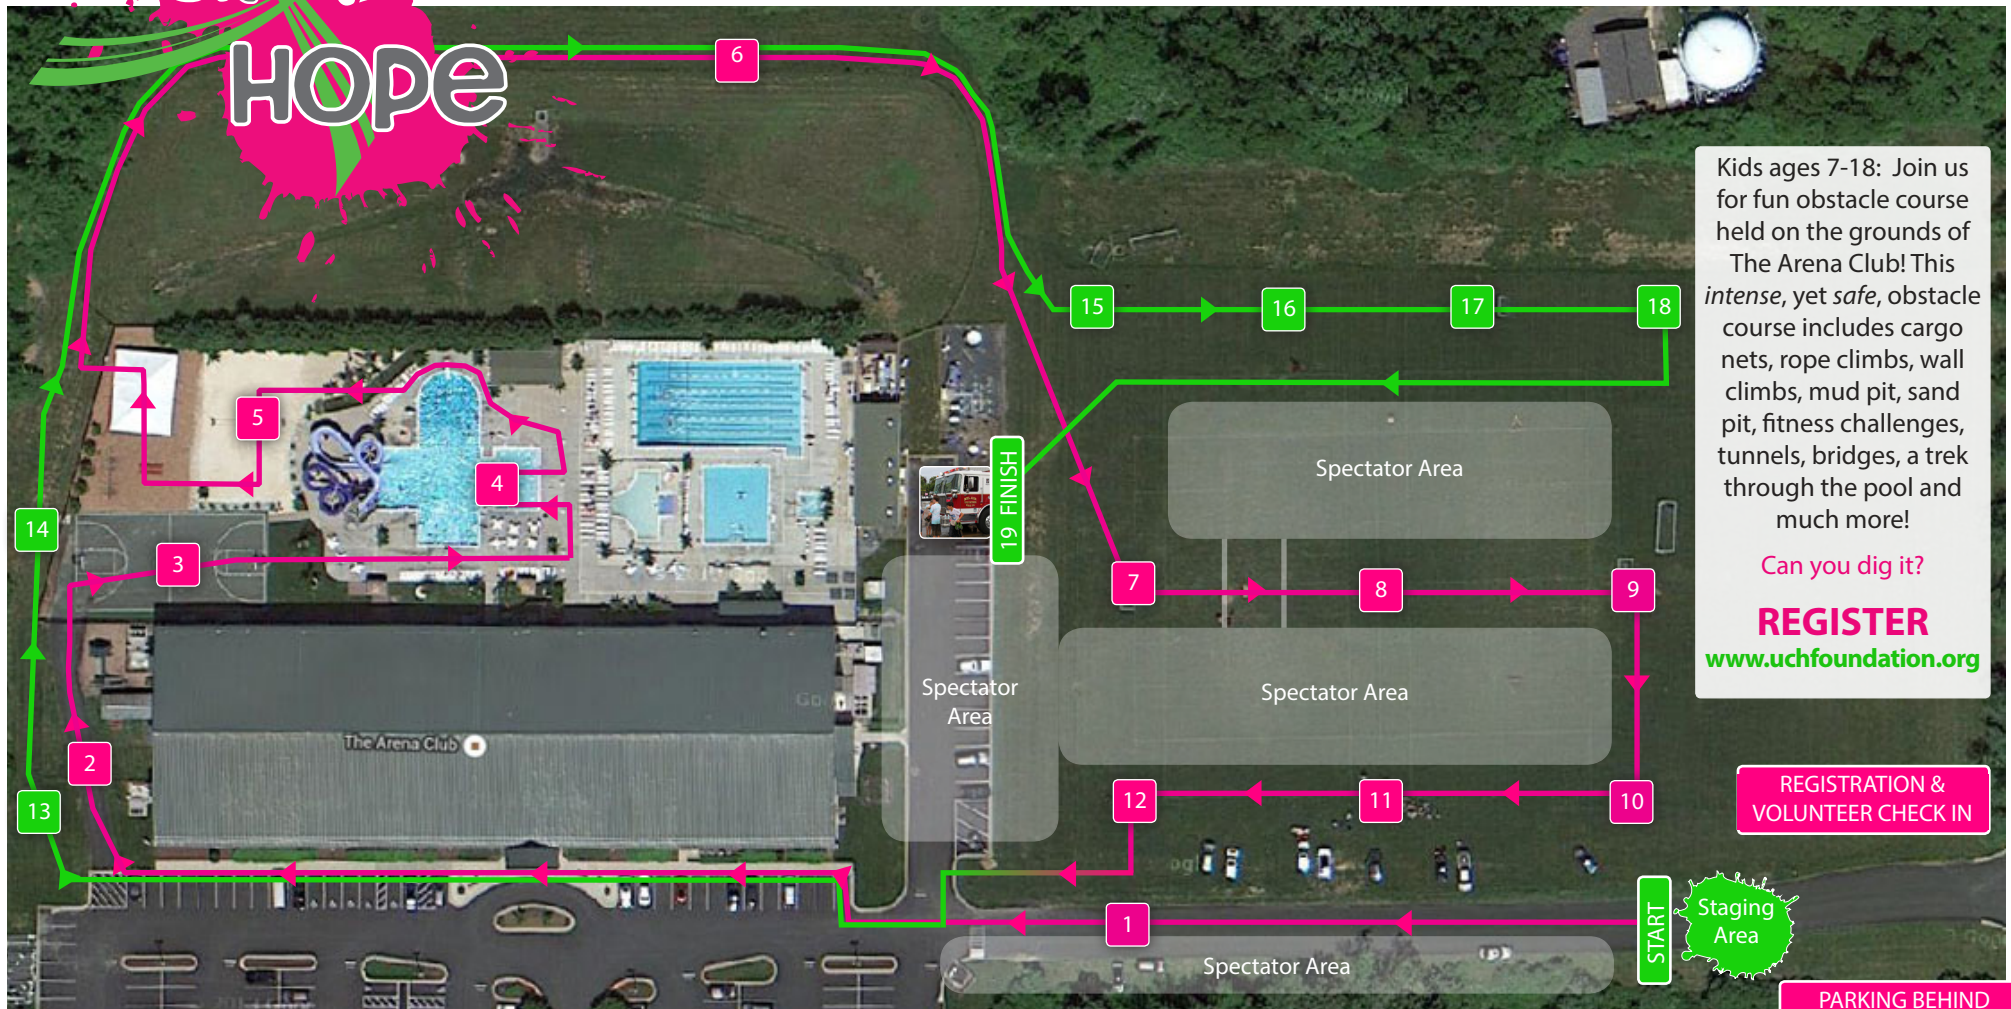 HOPE
6
Kids ages 7-18: Join us
for fun obstacle course
held on the grounds of
The Arena Club! This
intense, yet safe, obstacle
course includes cargo
nets, rope climbs, wall
climbs, mud pit, sand
pit, fitness challenges,
tunnels, bridges, a trek
through the pool and
much more!
Can you dig it?
REGISTER
www.uchfoundation.org
15
16
17
18
5
4
Spectator Area
19 FINISH
14
3
7
8
9
Spectator
Area
Spectator Area
The Arena Club
2
13
12
11
10
REGISTRATION &
VOLUNTEER CHECK IN
1
START
Staging
Area
Spectator Area
PARKING BEHIND